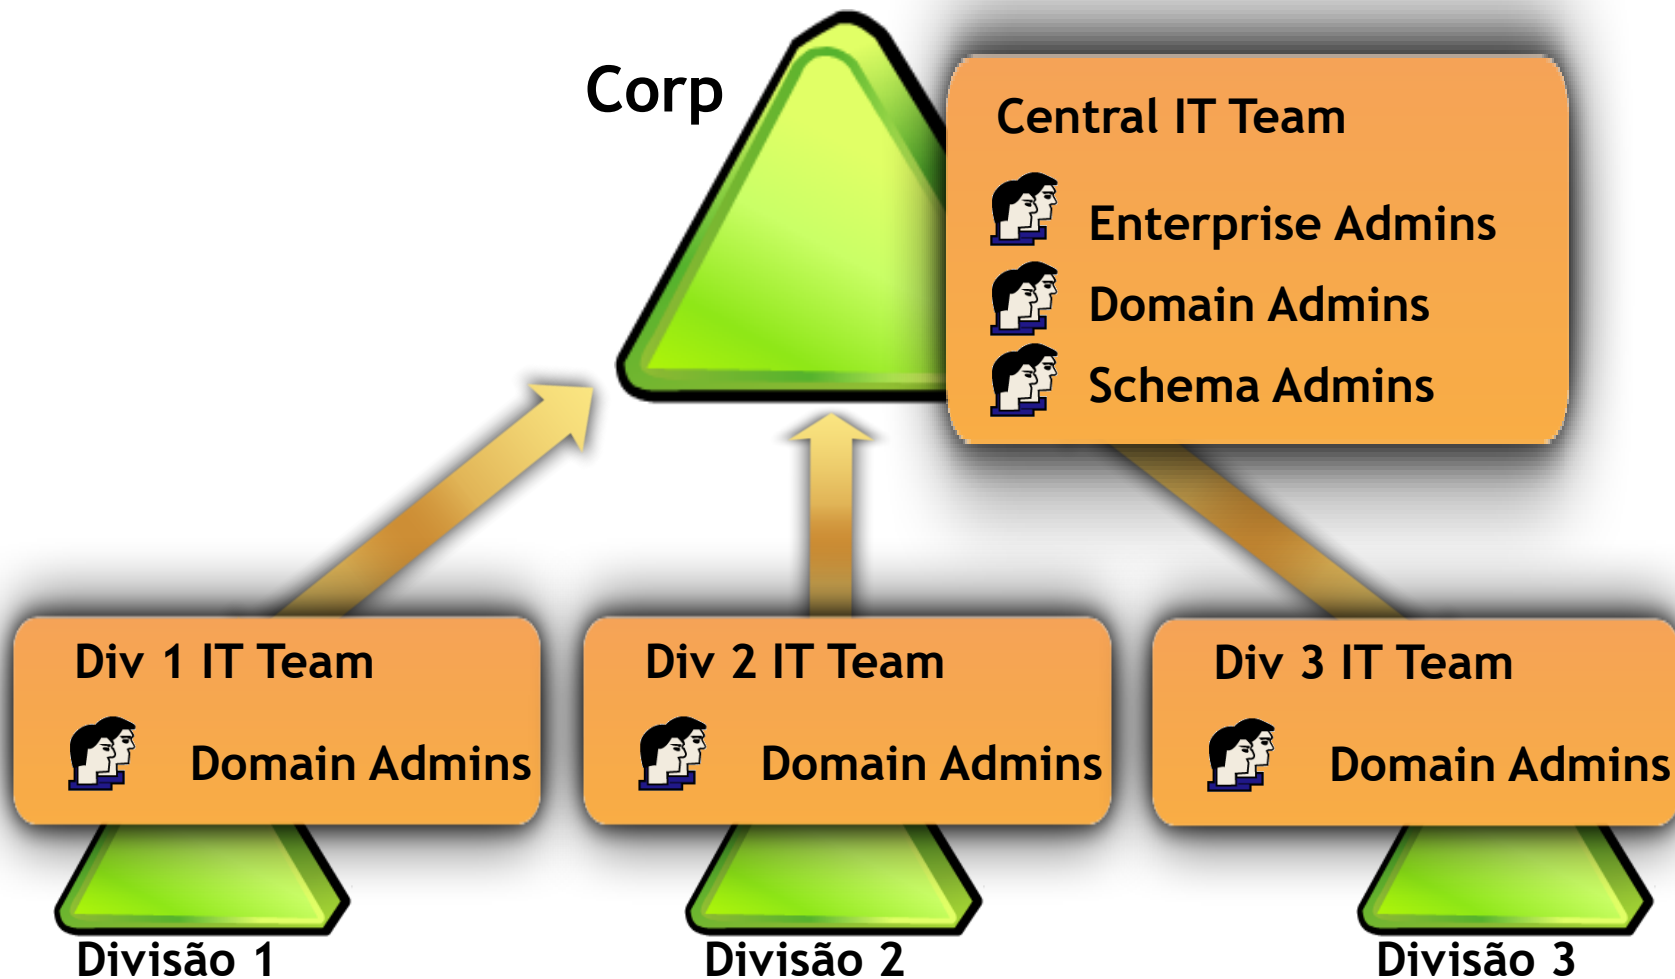 Corp
Central IT Team
Enterprise Admins
Domain Admins
Schema Admins
Div 1 IT Team
Domain Admins
Div 2 IT Team
Domain Admins
Div 3 IT Team
Domain Admins
Divisão 1
Divisão 2
Divisão 3